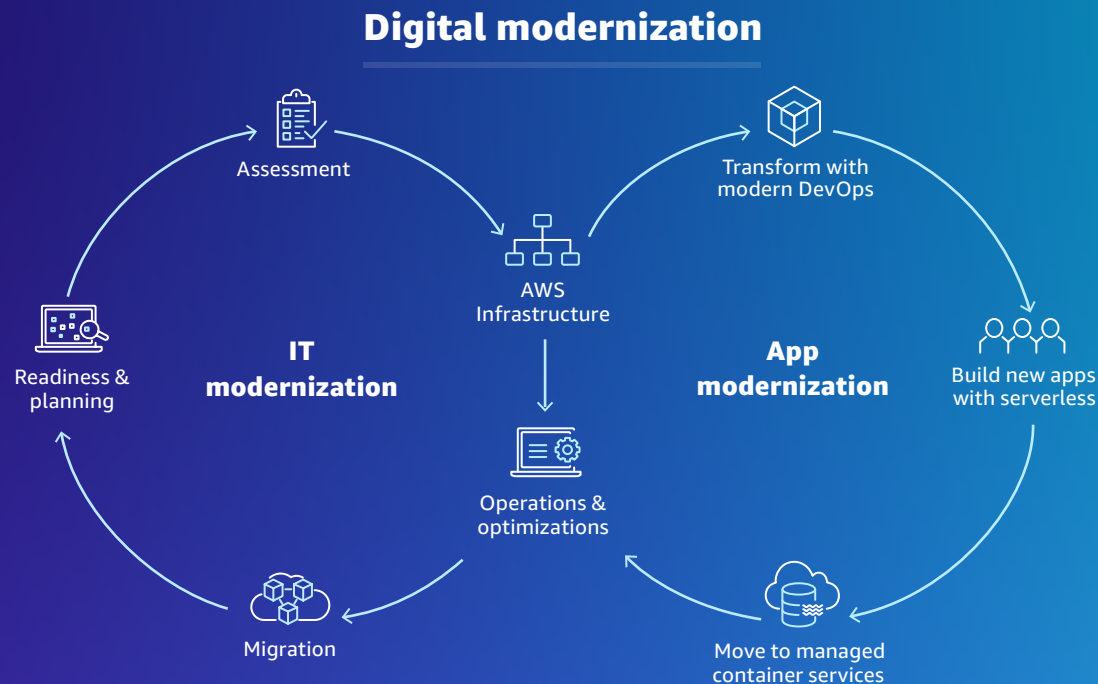 Digital modernization
Assessment
Transform with
modern DevOps
AWS
Infrastructure
IT
modernization
App
modernization
Readiness &
planning
Build new apps
with serverless
Operations &
optimizations
Migration
Move to managed
container services